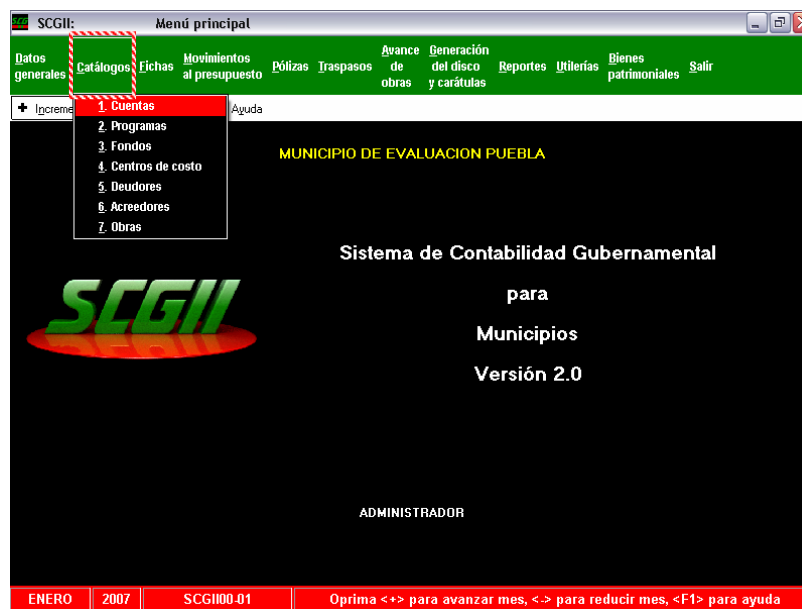 SCG SCGII: Menú principal
Datos generales
Catálogos
Fichas
Movimientos al presupuesto
Pólizas
Traspasos
Avance de obras
Generación del disco y carátulas
Reportes
Utilerías
Bienes patrimoniales
Salir
+ Increme
Ayuda
1. Cuentas
2. Programas
3. Fondos
4. Centros de costo
5. Deudores
6. Acreedores
7. Obras
MUNICIPIO DE EVALUACION PUEBLA
Sistema de Contabilidad Gubernamental
para
Municipios
Versión 2.0
SCGII
ADMINISTRADOR
ENERO 2007 SCGII00-01 Oprima <+> para avanzar mes, <-> para reducir mes, <F1> para ayuda